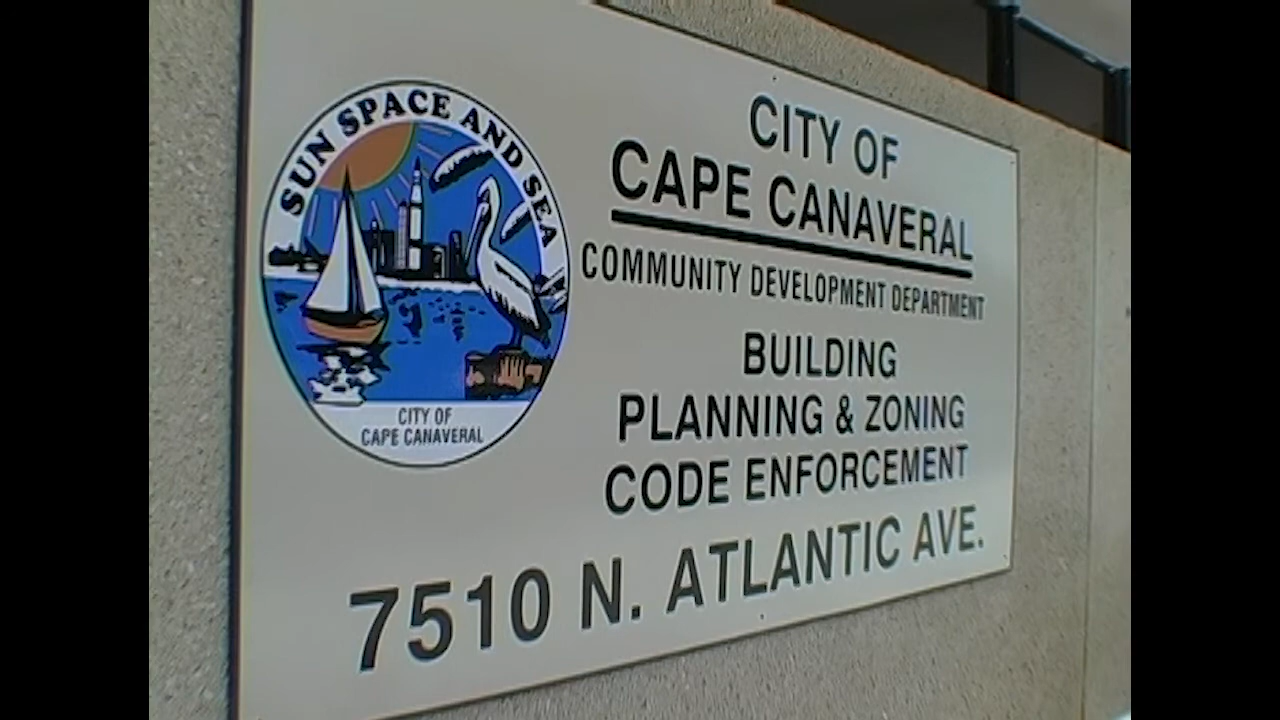 SUN SPACE AND SEA
CITY OF
CAPE CANAVERAL
CITY OF
CAPE CANAVERAL
COMMUNITY DEVELOPMENT DEPARTMENT
BUILDING
PLANNING & ZONING
CODE ENFORCEMENT
7510 N. ATLANTIC AVE.